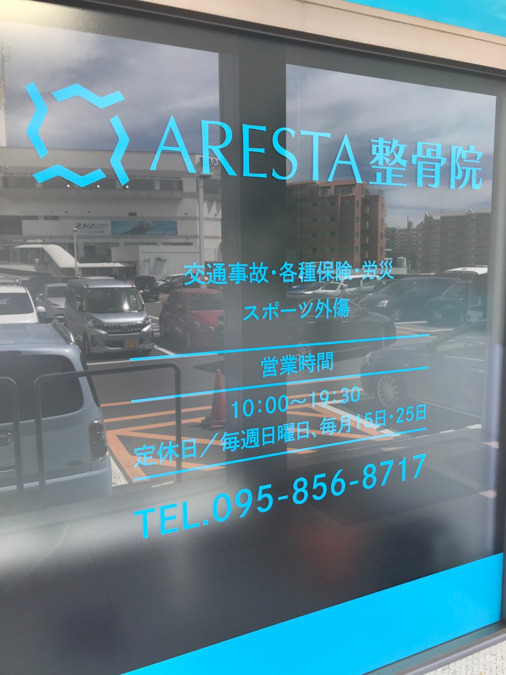 ARESTA整骨院
交通事故・各種保険・労災
スポーツ外傷
営業時間
10:00～19:30
定休日／毎週日曜日、毎月15日・25日
TEL.095-856-8717